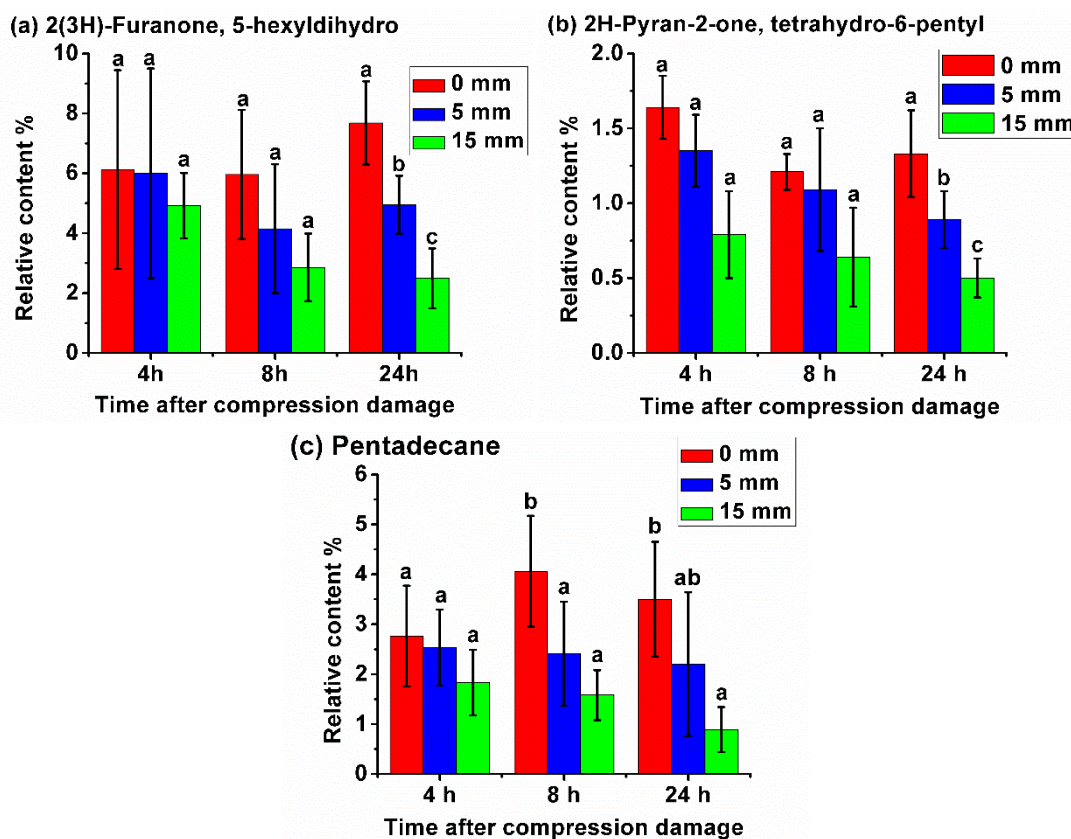 (a) 2(3H)-Furanone, 5-hexyldihydro
Relative content %
10
8
6
4
2
0
a a a
a a a
a b c
0 mm
5 mm
15 mm
4h 8h 24h
Time after compression damage
(b) 2H-Pyran-2-one, tetrahydro-6-pentyl
Relative content %
2.0
1.5
1.0
0.5
0.0
a a a
a a a
a b c
0 mm
5 mm
15 mm
4 h 8 h 24 h
Time after compression damage
(c) Pentadecane
Relative content %
6
5
4
3
2
1
0
a a a
b a a
b ab a
0 mm
5 mm
15 mm
4 h 8 h 24 h
Time after compression damage